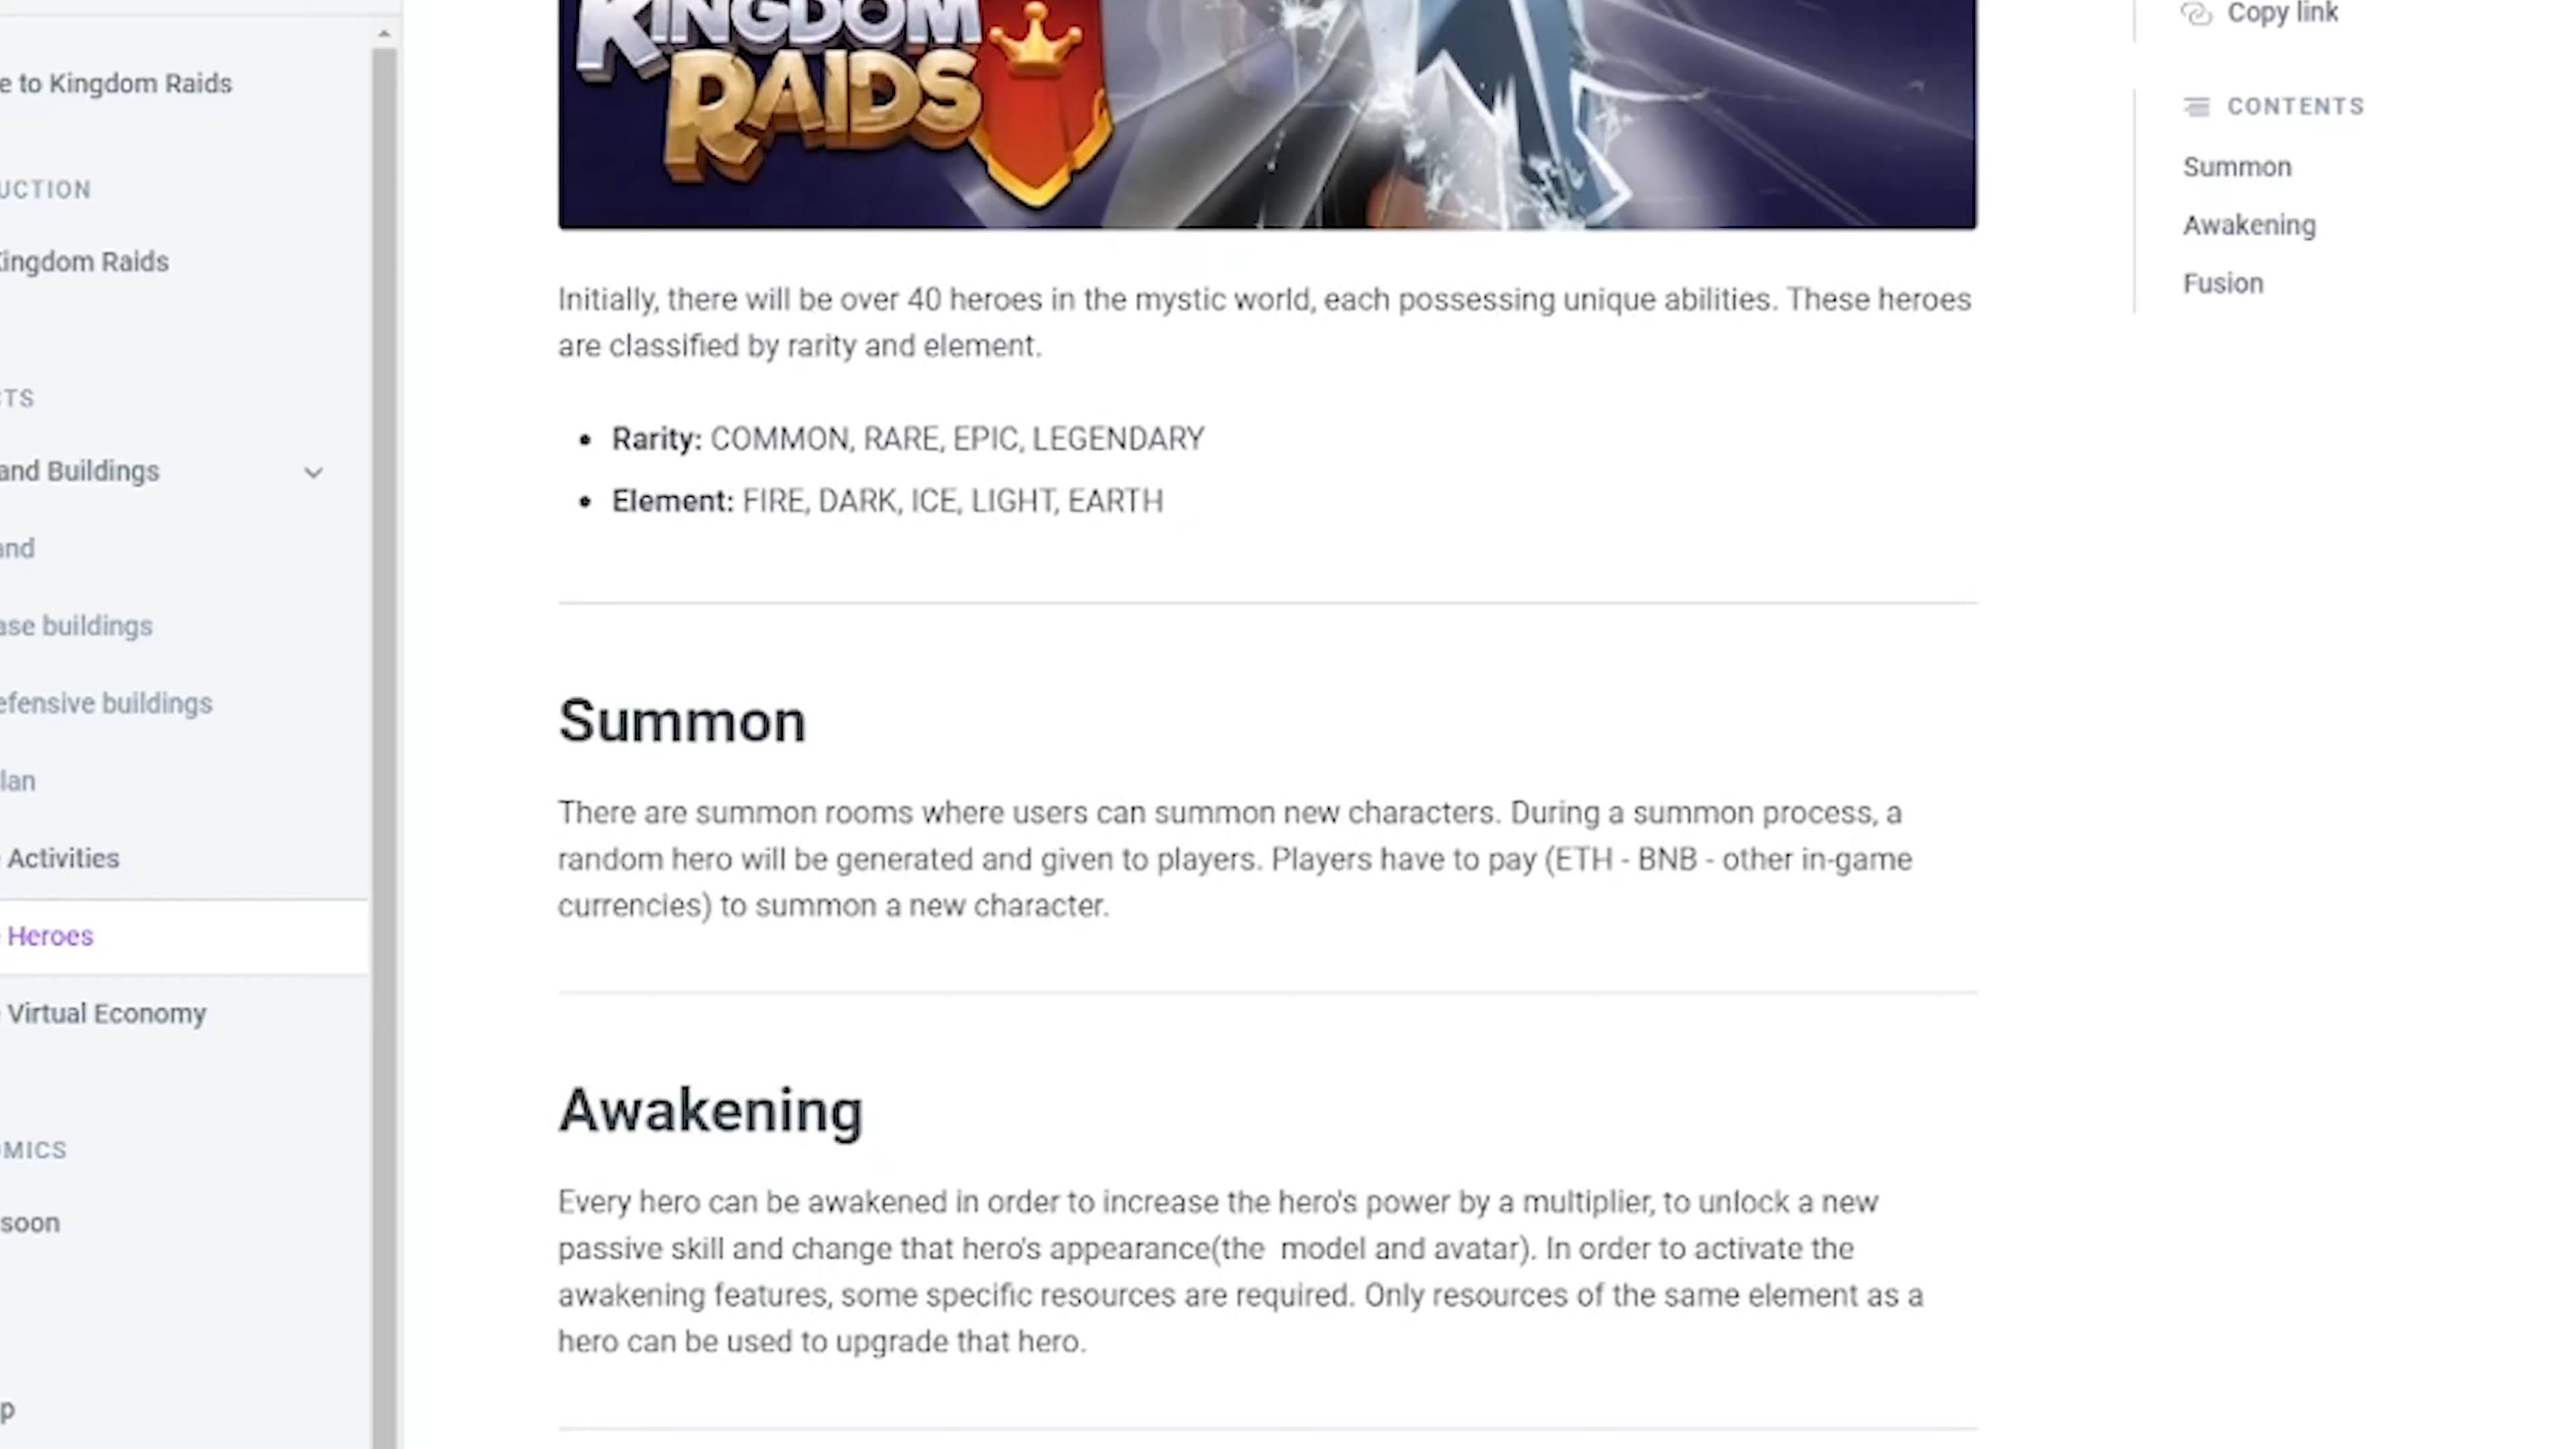 e to Kingdom Raids
UCTION
Kingdom Raids
CTS
and Buildings
and
ase buildings
efensive buildings
lan
Activities
Heroes
Virtual Economy
OMICS
soon
p
KINGDOM
RAIDS
Initially, there will be over 40 heroes in the mystic world, each possessing unique abilities. These heroes
are classified by rarity and element.
• Rarity: COMMON, RARE, EPIC, LEGENDARY
• Element: FIRE, DARK, ICE, LIGHT, EARTH
Summon
There are summon rooms where users can summon new characters. During a summon process, a
random hero will be generated and given to players. Players have to pay (ETH - BNB - other in-game
currencies) to summon a new character.
Awakening
Every hero can be awakened in order to increase the hero's power by a multiplier, to unlock a new
passive skill and change that hero's appearance(the  model and avatar). In order to activate the
awakening features, some specific resources are required. Only resources of the same element as a
hero can be used to upgrade that hero.
Copy link
CONTENTS
Summon
Awakening
Fusion